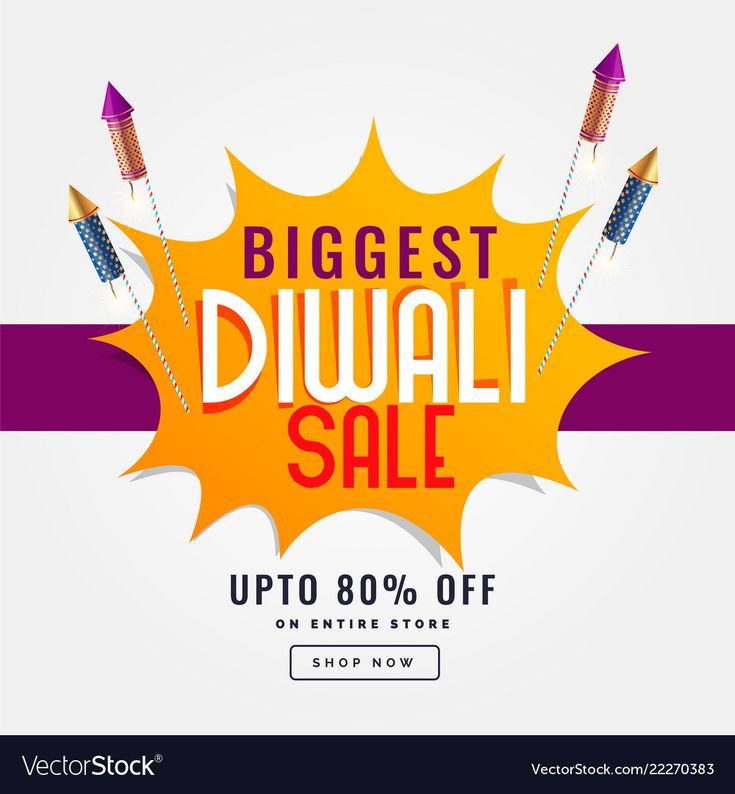 BIGGEST
DIWALI
SALE
UPTO 80% OFF
ON ENTIRE STORE
SHOP NOW
VectorStock®
VectorStock.com/22270383